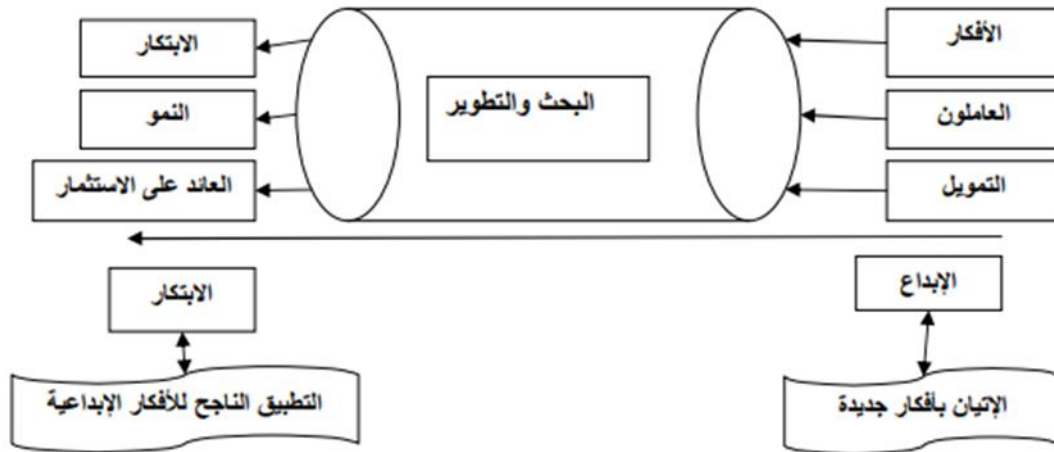 الأفكار
العاملون
التمويل
البحث والتطوير
الابتكار
النمو
العائد على الاستثمار
الإبداع
الابتكار
الإتيان بأفكار جديدة
التطبيق الناجح للأفكار الإبداعية